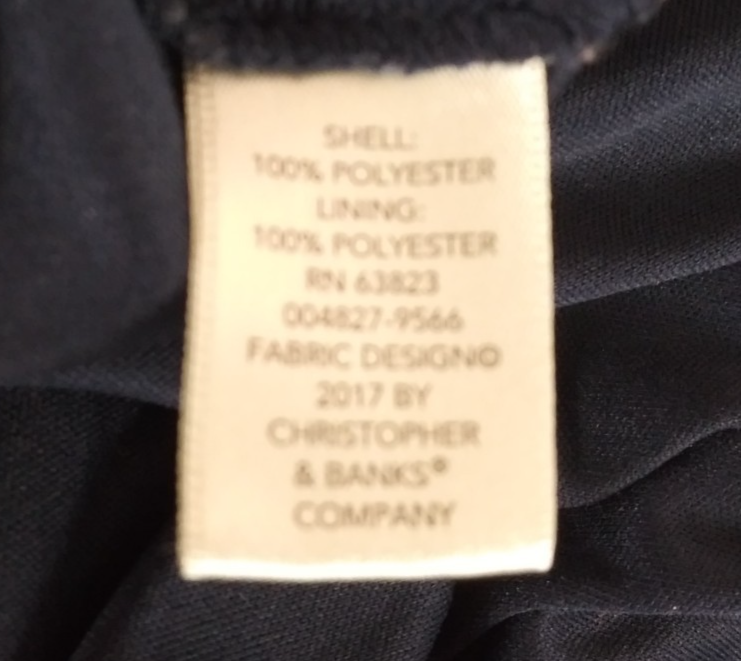 SHELL:
100% POLYESTER
LINING:
100% POLYESTER
RN 63823
004827-9566
FABRIC DESIGN©
2017 BY
CHRISTOPHER
& BANKS®
COMPANY